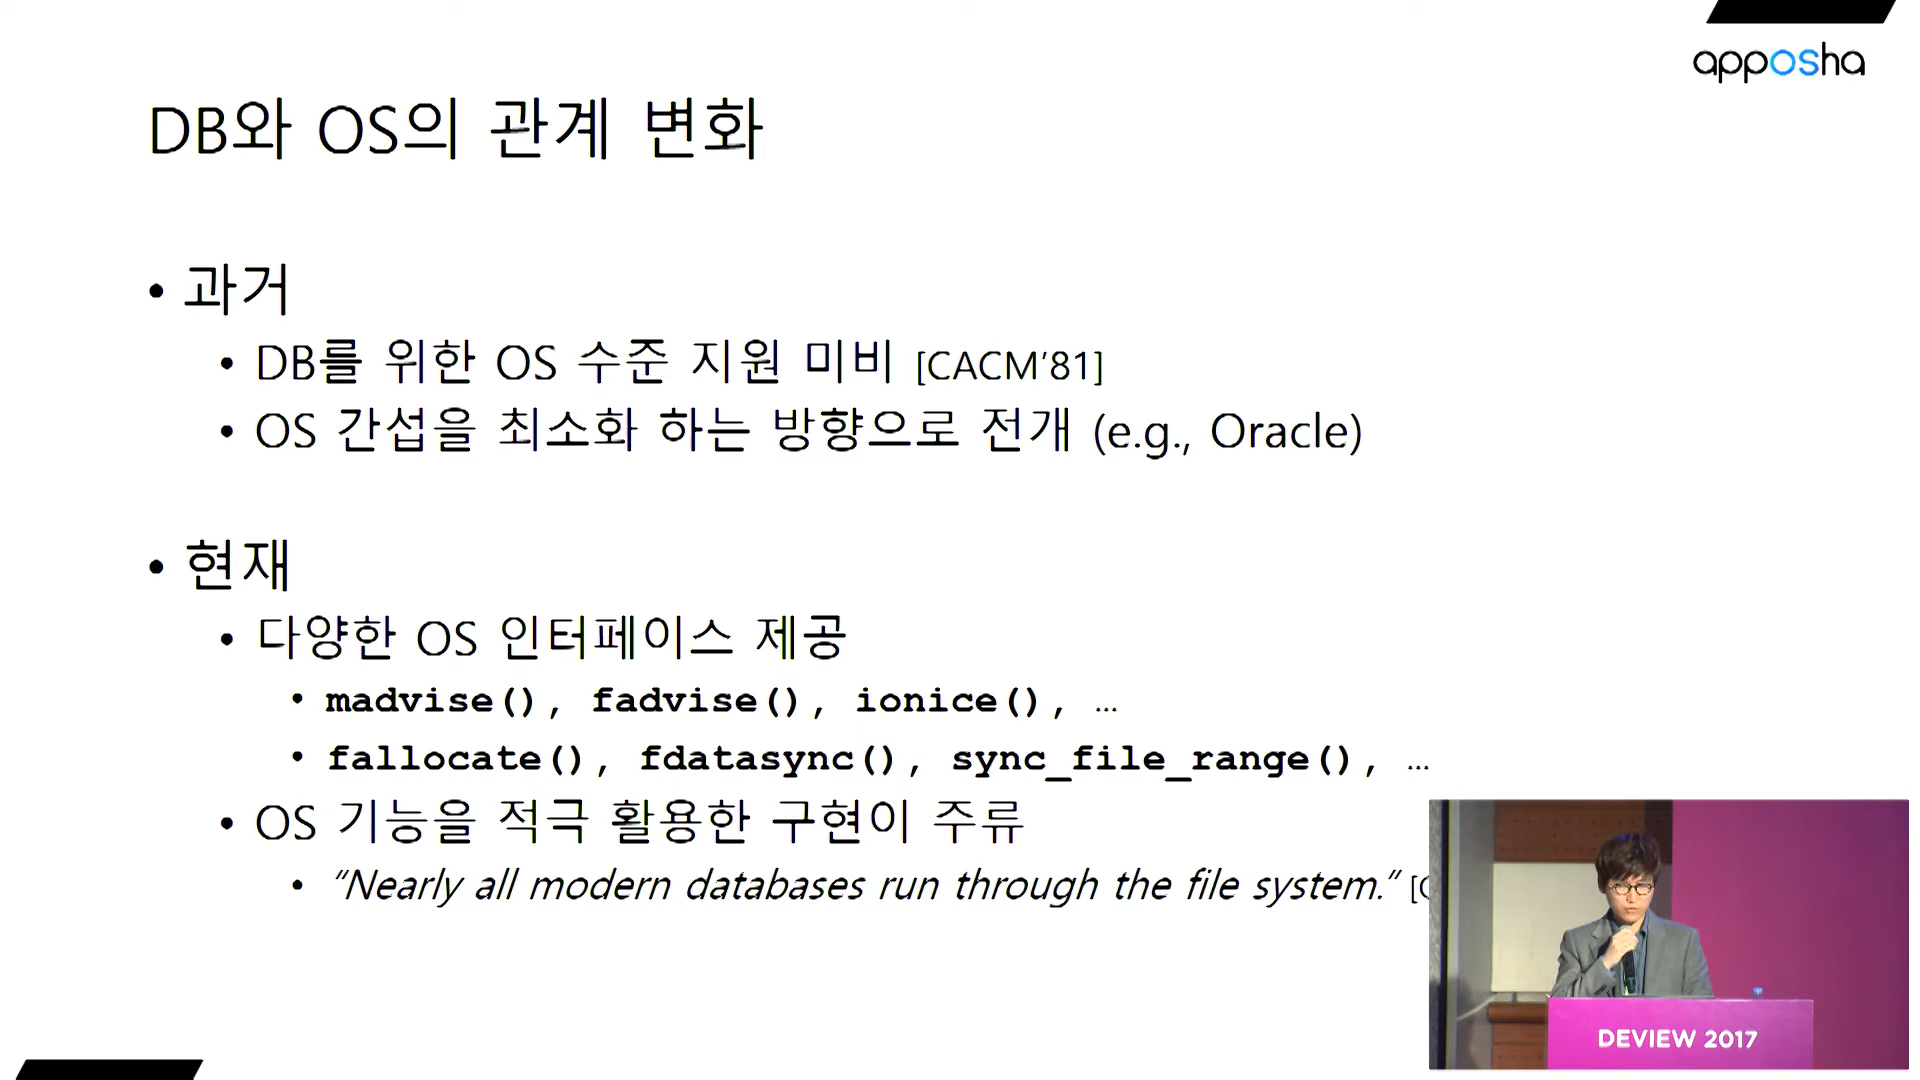 apposha
DB와 OS의 관계 변화
• 과거
• DB를 위한 OS 수준 지원 미비 [CACM'81]
• OS 간섭을 최소화 하는 방향으로 전개 (e.g., Oracle)
• 현재
• 다양한 OS 인터페이스 제공
• madvise(), fadvise(), ionice(), …
• fallocate(), fdatasync(), sync_file_range(), …
• OS 기능을 적극 활용한 구현이 주류
• “Nearly all modern databases run through the file system.”
DEVIEW 2017